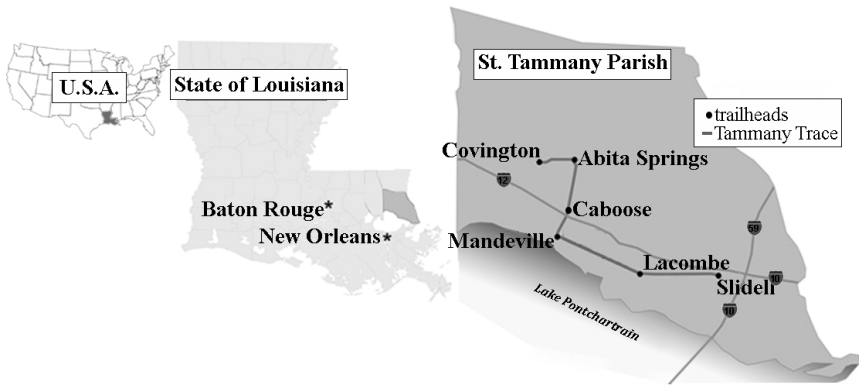 U.S.A.
State of Louisiana
Baton Rouge*
New Orleans*
St. Tammany Parish
trailheads
Tammany Trace
Covington
Abita Springs
12
Caboose
Mandeville
59
Lacombe
10
Slidell
10
Lake Pontchartrain